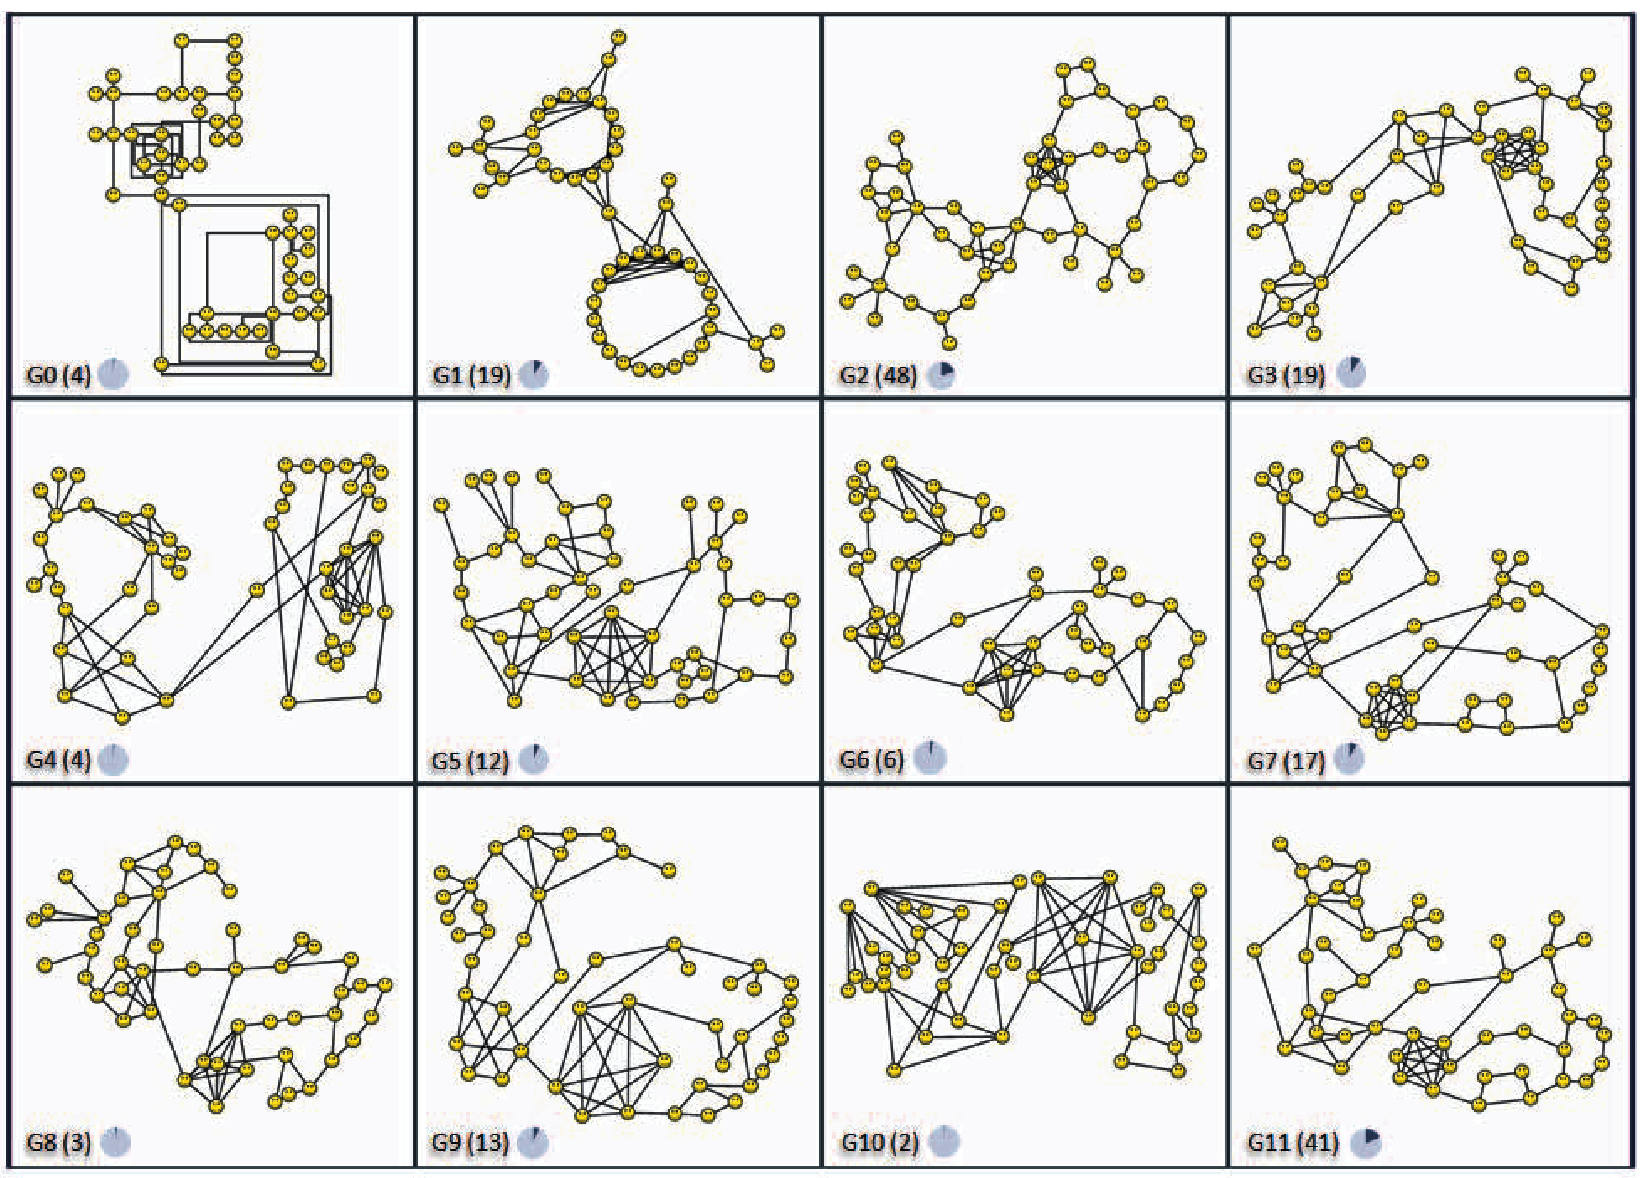 G0 (4)
G1 (19)
G2 (48)
G3 (19)
G4 (4)
G5 (12)
G6 (6)
G7 (17)
G8 (3)
G9 (13)
G10 (2)
G11 (41)